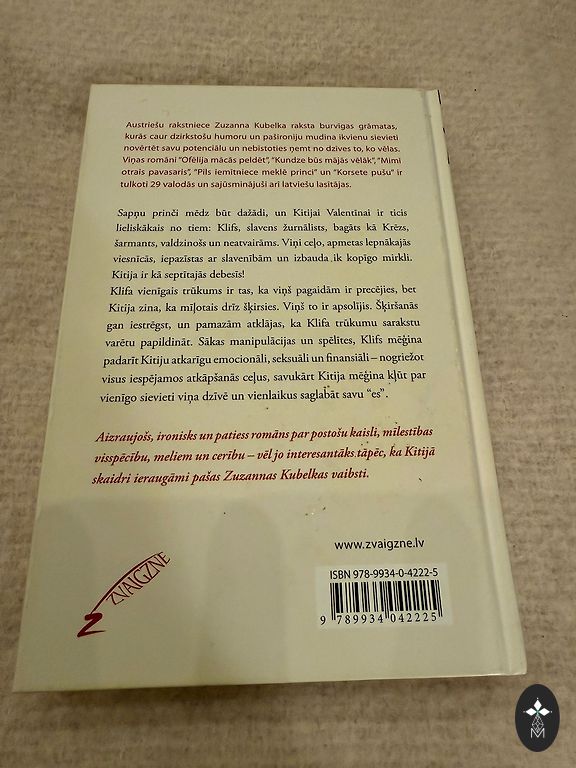 Austriešu rakstniece Zuzanna Kubelka raksta burvīgas grāmatas,
kurās caur dzirkstošu humoru un pašironiju mudina ikvienu sievieti
novērtēt savu potenciālu un nebīstoties ņemt no dzīves to, ko vēlas.
Viņas romāni "Ofēlija mācās peldēt", "Kundze būs mājās vēlāk", "Mimī
otrais pavasaris", "Pils iemītniece meklē princi" un "Korsete pušu" ir
tulkoti 29 valodās un sajūsminājuši arī latviešu lasītājas.
Sapņu prinči mēdz būt dažādi, un Kitijai Valentīnai ir ticis
lieliskākais no tiem: Klifs, slavens žurnālists, bagāts kā Krēzs,
šarmants, valdzinošs un neatvairāms. Viņi ceļo, apmetas lepnākajās
viesnīcās, iepazīstas ar slavenībām un izbauda ik kopīgo mirkli.
Kitija ir kā septītajās debesīs!
Klifa vienīgais trūkums ir tas, ka viņš pagaidām ir precējies, bet
Kitija zina, ka mīļotais drīz šķirsies. Viņš to ir apsolījis. Šķiršanās
gan iestrēgst, un pamazām atklājas, ka Klifa trūkumu sarakstu
varētu papildināt. Sākas manipulācijas un spēlītes, Klifs mēģina
padarīt Kitiju atkarīgu emocionāli, seksuāli un finansiāli – nogriežot
visus iespējamos atkāpšanās ceļus, savukārt Kitija mēģina kļūt par
vienīgo sievieti viņa dzīvē un vienlaikus saglabāt savu "es".
Aizraujošs, ironisks un patiess romāns par postošu kaisli, mīlestības
visspēcību, meliem un cerību – vēl jo interesantāks tāpēc, ka Kitijā
skaidri ieraugāmi pašas Zuzannas Kubelkas vaibsti.
www.zvaigzne.lv
ISBN 978-9934-0-4222-5
ZVAIGZNE
9 789934 042225
M